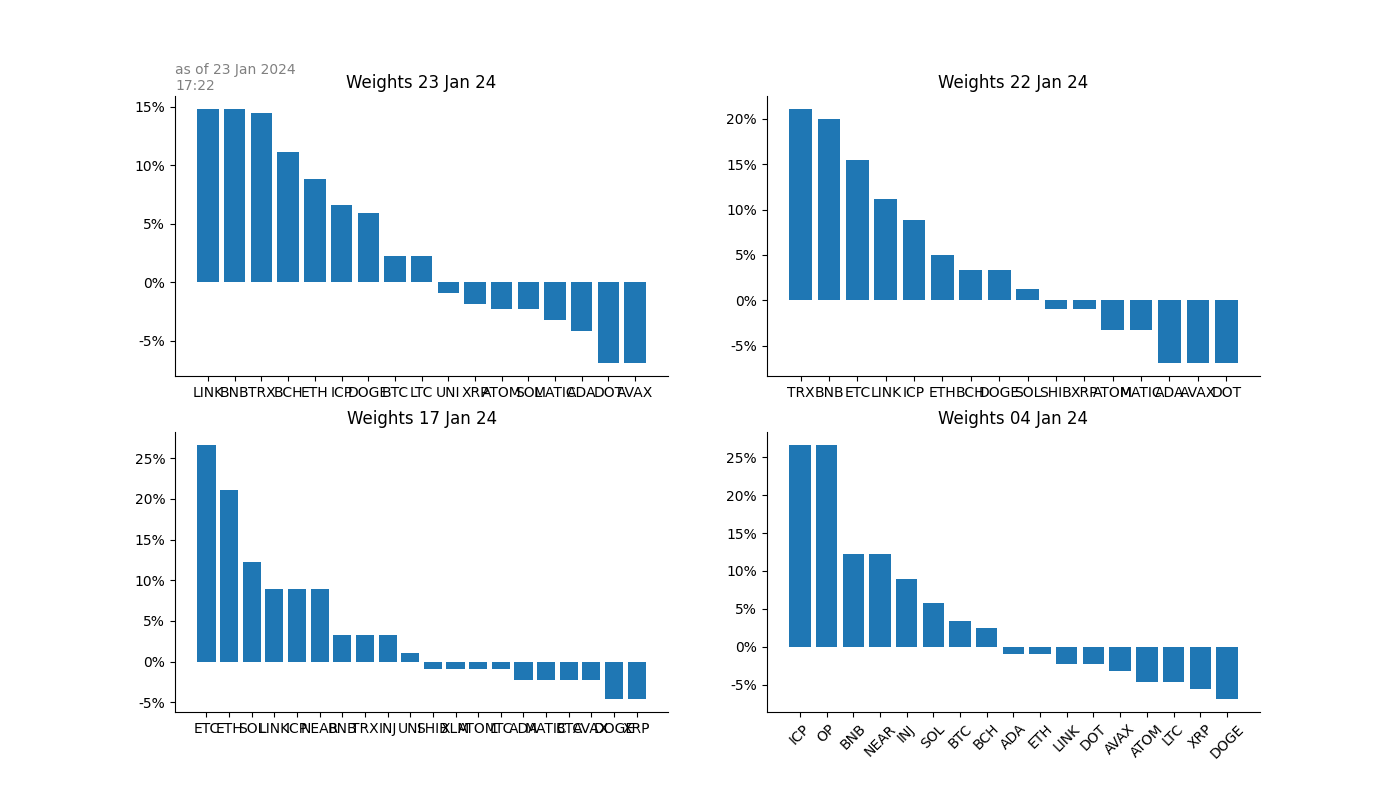 as of 23 Jan 2024
17:22
Weights 23 Jan 24
15%
10%
5%
0%
-5%
LINK BNB TRX BCH ETH ICP DOGE BTC LTC UNI XRP ATOM SOL MATIC ADA DOT AVAX
Weights 22 Jan 24
20%
15%
10%
5%
0%
-5%
TRX BNB ETC LINK ICP ETH BCH DOGE SOL SHIB XRP ATOM MATIC ADA AVAX DOT
Weights 17 Jan 24
25%
20%
15%
10%
5%
0%
-5%
ETC ETH SOL LINK ICP NEAR BNB TRX INJ UNI SHIB XLM ATOM LTC ADA MATIC BTC AVAX DOGE XRP
Weights 04 Jan 24
25%
20%
15%
10%
5%
0%
-5%
ICP OP BNB NEAR INJ SOL BTC BCH ADA ETH LINK DOT AVAX ATOM LTC XRP DOGE